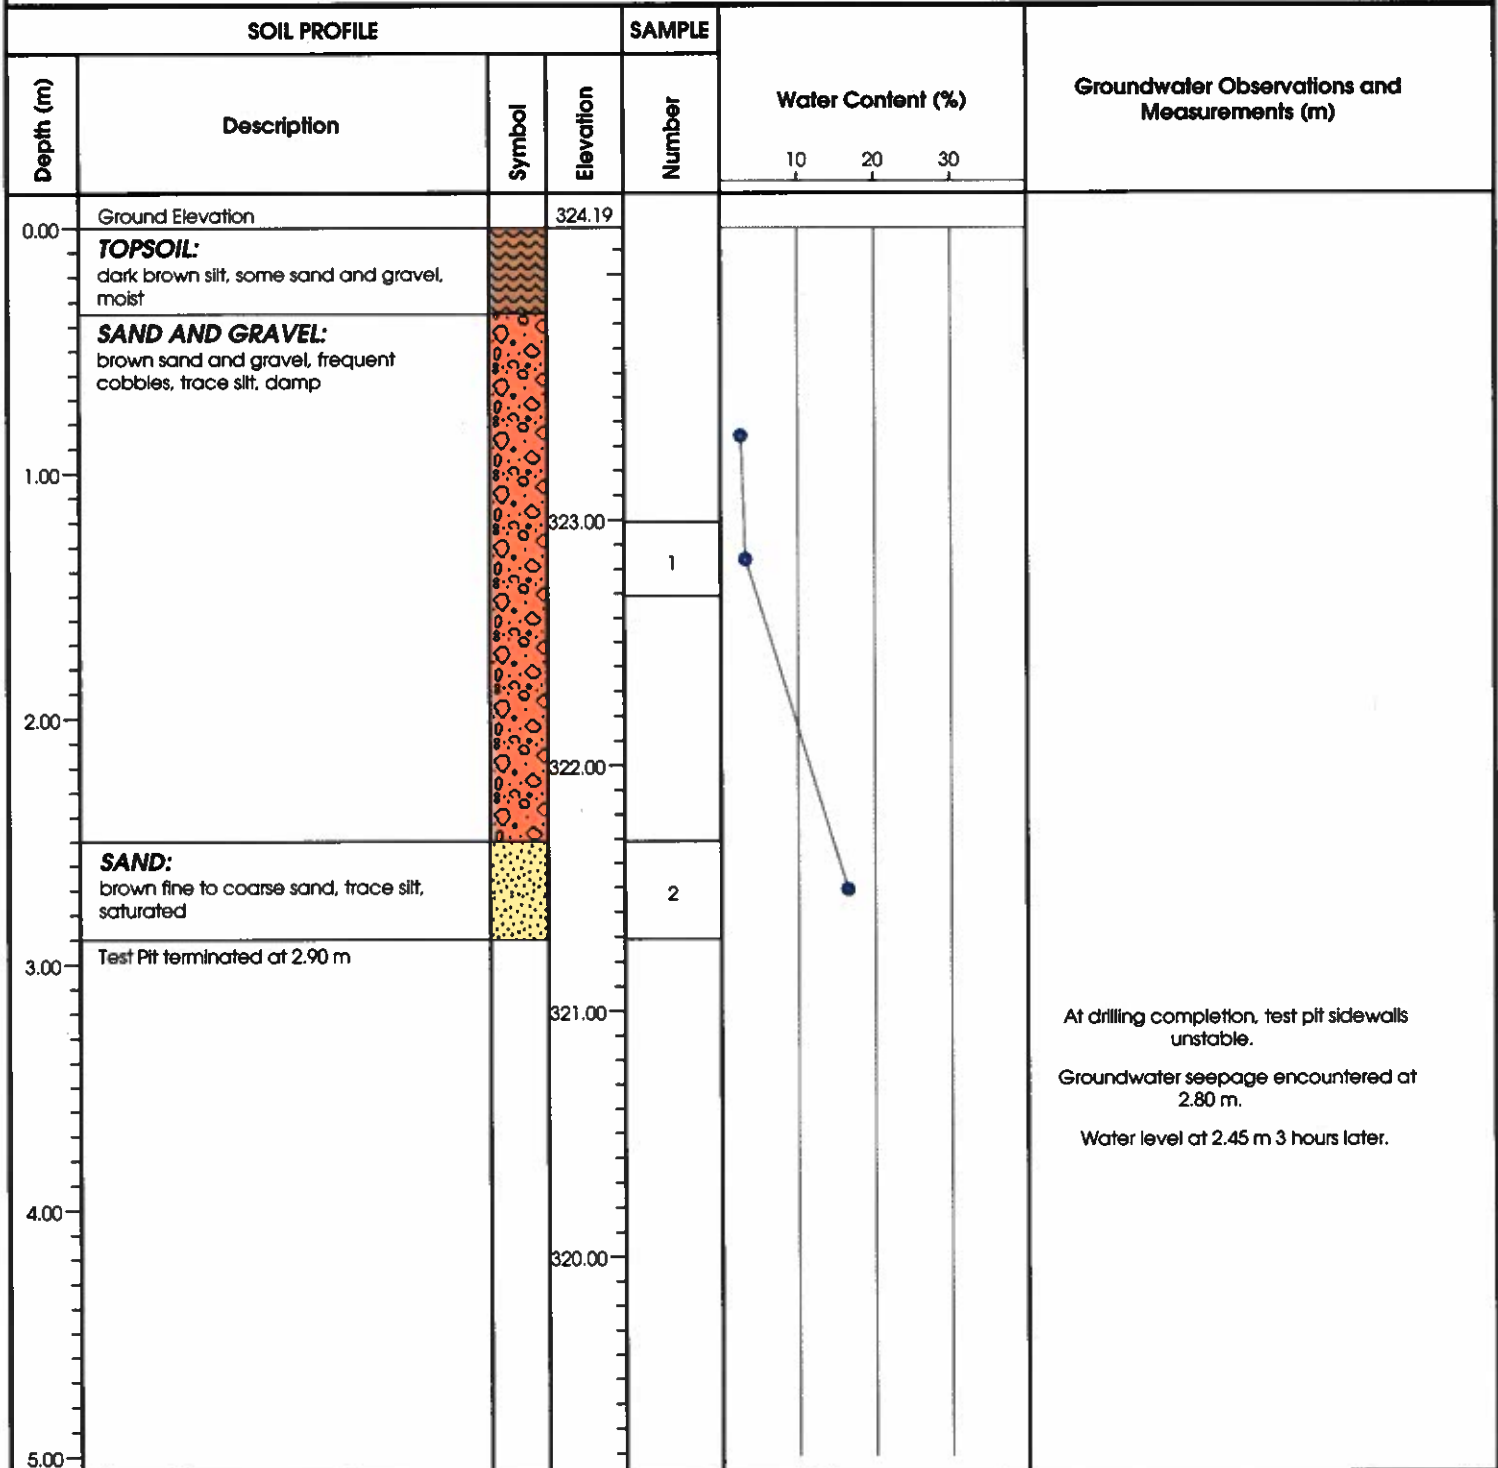 SOIL PROFILE
SAMPLE
Depth (m)
Description
Symbol
Elevation
Number
Water Content (%)
10 20 30
Groundwater Observations and
Measurements (m)
Ground Elevation
324.19
0.00
TOPSOIL:
dark brown silt, some sand and gravel,
moist
SAND AND GRAVEL:
brown sand and gravel, frequent
cobbles, trace silt, damp
1.00
323.00
1
2.00
322.00
SAND:
brown fine to coarse sand, trace silt,
saturated
2
Test Pit terminated at 2.90 m
3.00
321.00
At drilling completion, test pit sidewalls
unstable.
Groundwater seepage encountered at
2.80 m.
Water level at 2.45 m 3 hours later.
4.00
320.00
5.00